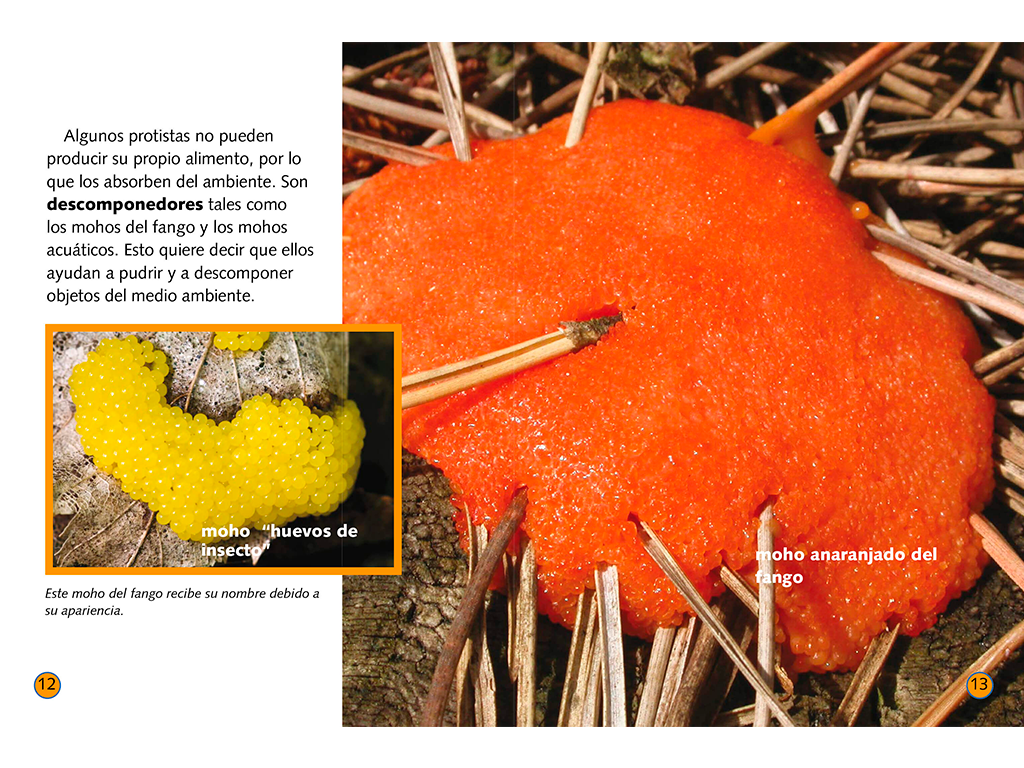 Algunos protistas no pueden
producir su propio alimento, por lo
que los absorben del ambiente. Son
descomponedores tales como
los mohos del fango y los mohos
acuáticos. Esto quiere decir que ellos
ayudan a pudrir y a descomponer
objetos del medio ambiente.
moho “huevos de
insecto”
Este moho del fango recibe su nombre debido a
su apariencia.
12
moho anaranjado del
fango
13